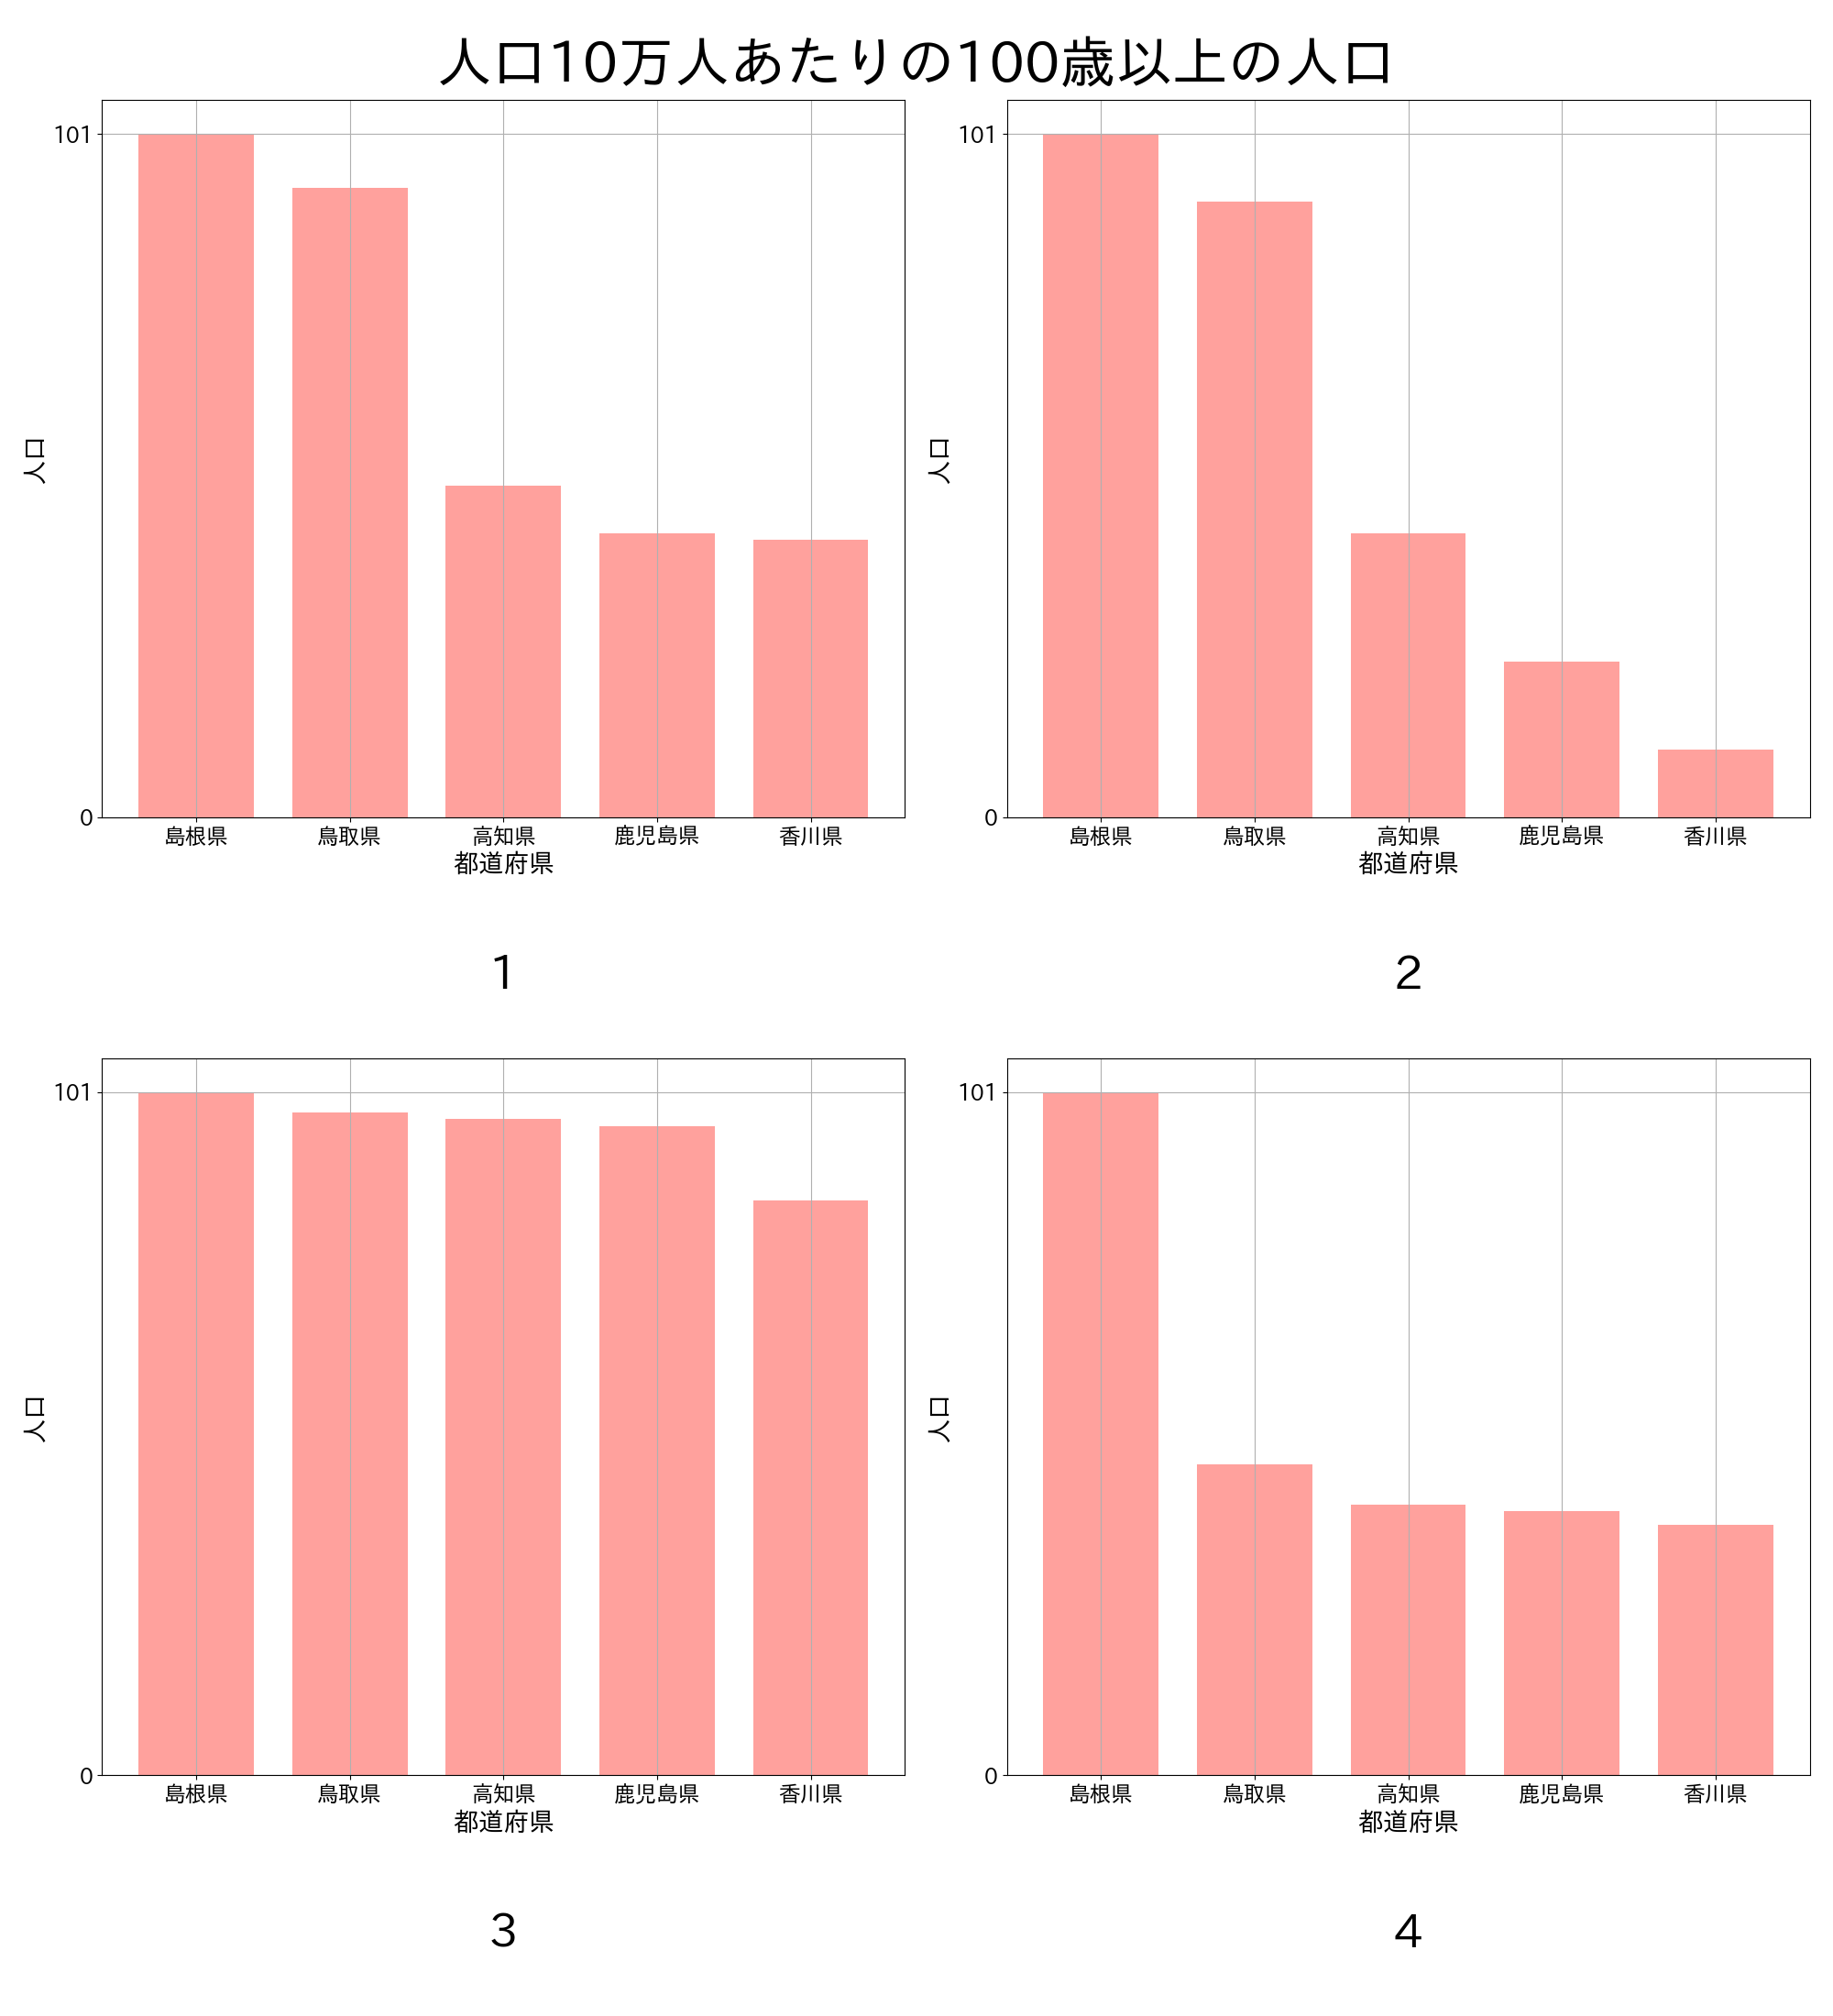 人口10万人あたりの100歳以上の人口
101
0
人口
島根県 鳥取県 高知県 鹿児島県 香川県
都道府県
1
101
0
人口
島根県 鳥取県 高知県 鹿児島県 香川県
都道府県
2
101
0
人口
島根県 鳥取県 高知県 鹿児島県 香川県
都道府県
3
101
0
人口
島根県 鳥取県 高知県 鹿児島県 香川県
都道府県
4